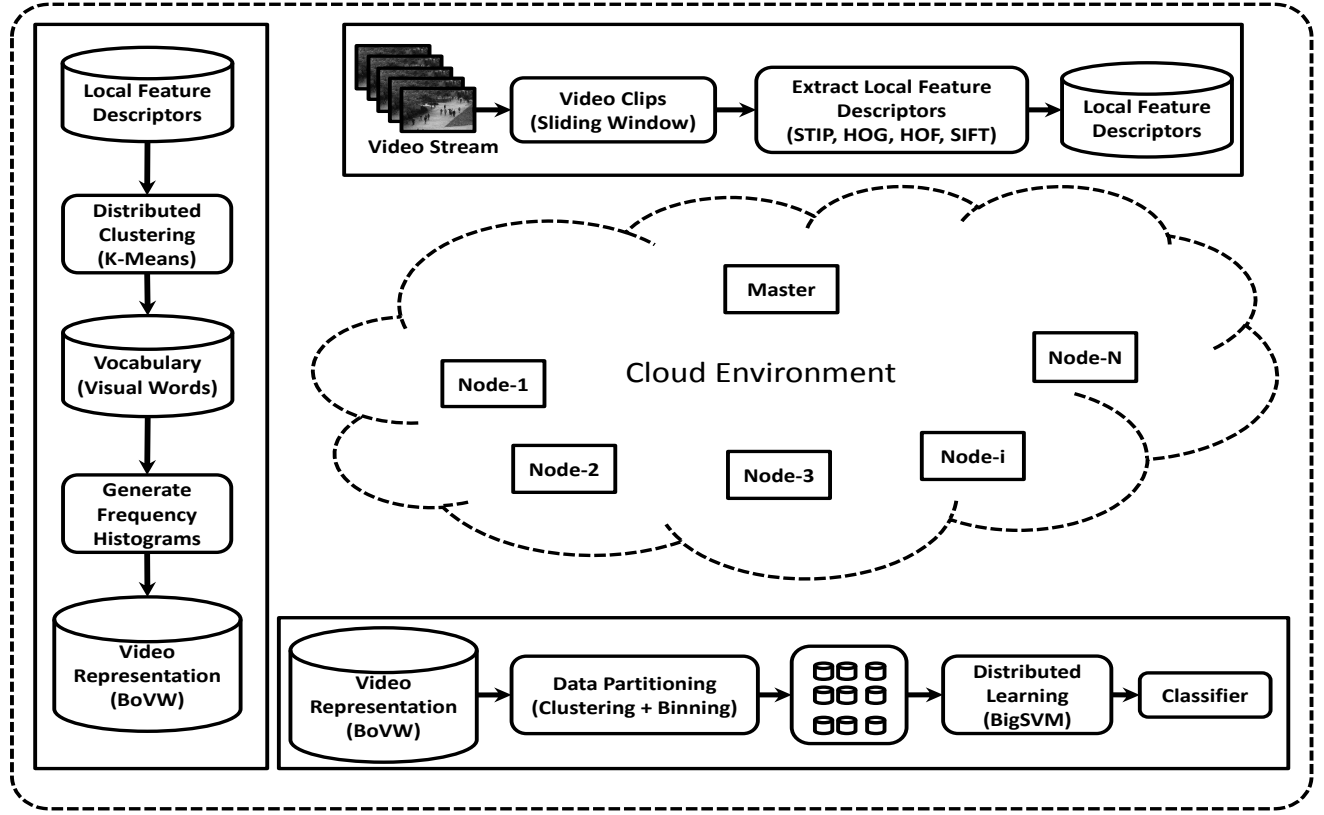 Local Feature
Descriptors
Distributed
Clustering
(K-Means)
Vocabulary
(Visual Words)
Generate
Frequency
Histograms
Video
Representation
(BoVW)
Video Stream
Video Clips
(Sliding Window)
Extract Local Feature
Descriptors
(STIP, HOG, HOF, SIFT)
Local Feature
Descriptors
Master
Cloud Environment
Node-1
Node-2
Node-3
Node-i
Node-N
Video
Representation
(BoVW)
Data Partitioning
(Clustering + Binning)
Distributed
Learning
(BigSVM)
Classifier